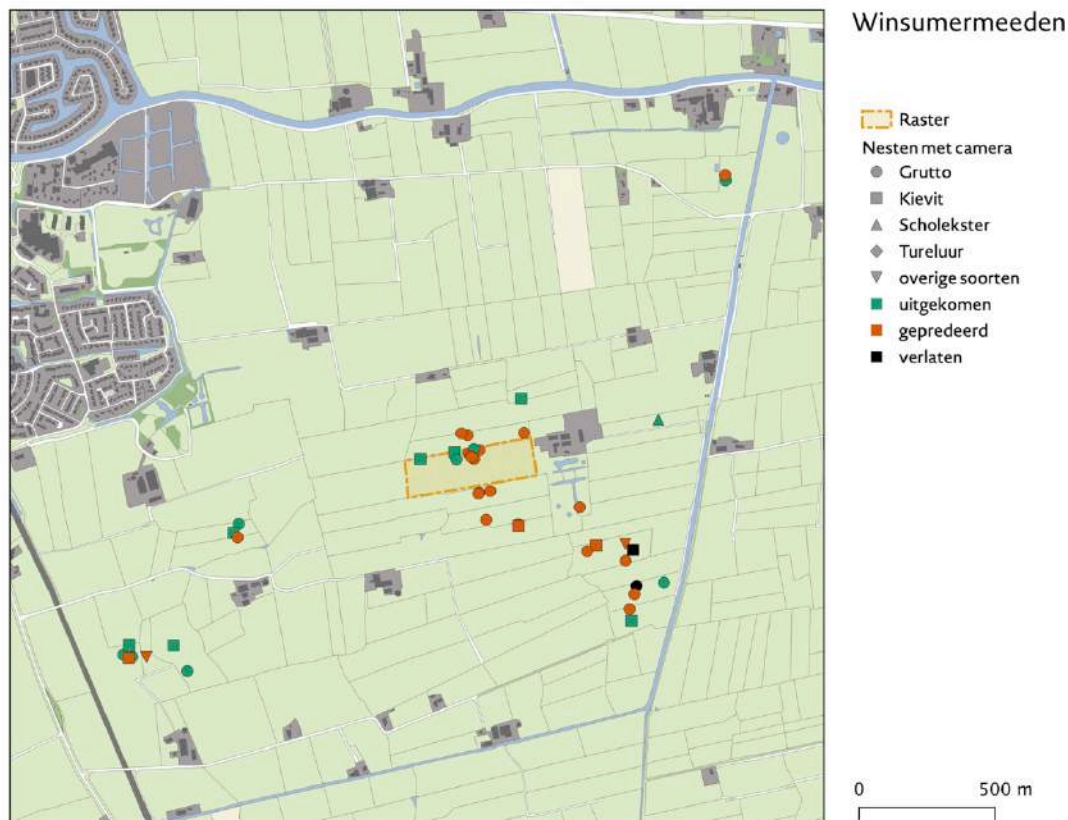 Winsumermeeden
Raster
Nesten met camera
Grutto
Kievit
Scholekster
Tureluur
overige soorten
uitgekomen
gepredeerd
verlaten
0 500 m